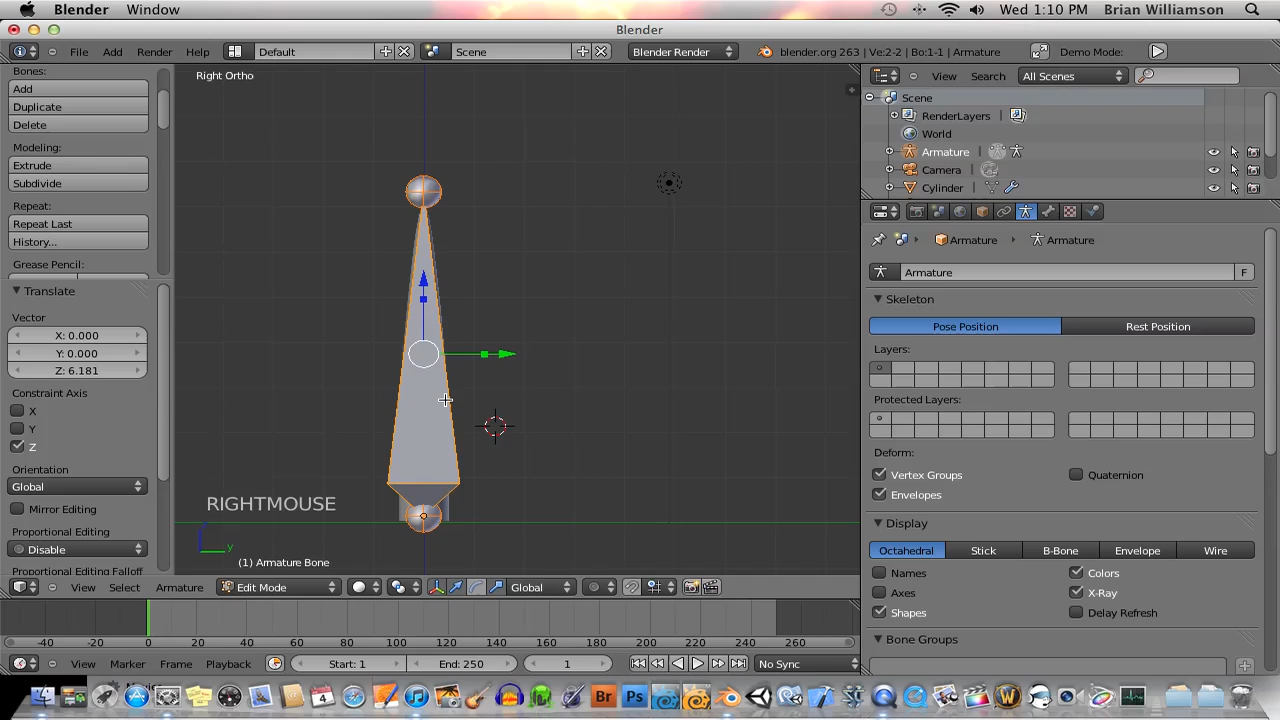 Blender Window Wed 1:10 PM Brian Williamson
Blender
File Add Render Help Default Scene Blender Render blender.org 263 | Ve:2-2 | Bo:1-1 | Armature Demo Mode:
Bones:
Add
Duplicate
Delete
Modeling:
Extrude
Subdivide
Repeat:
Repeat Last
History...
Grease Pencil:
Translate
Vector
X: 0.000
Y: 0.000
Z: 6.181
Constraint Axis
X
Y
Z
Orientation
Global
Mirror Editing
Proportional Editing
Disable
Proportional Editing Falloff
Right Ortho
RIGHTMOUSE
y
(1) Armature Bone
View Select Armature Edit Mode Global
-40 -20 0 20 40 60 80 100 120 140 160 180 200 220 240 260
View Marker Frame Playback Start: 1 End: 250 1 No Sync
View Search All Scenes
Scene
RenderLayers
World
Armature
Camera
Cylinder
Armature Armature
Armature F
Skeleton
Pose Position Rest Position
Layers:
Protected Layers:
Deform:
Vertex Groups Quaternion
Envelopes
Display
Octahedral Stick B-Bone Envelope Wire
Names Colors
Axes X-Ray
Shapes Delay Refresh
Bone Groups
4
Br Ps
W